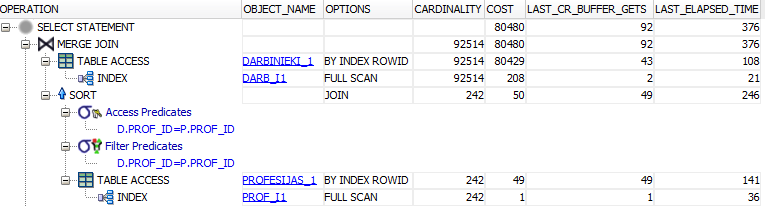 OPERATION OBJECT_NAME OPTIONS CARDINALITY COST LAST_CR_BUFFER_GETS LAST_ELAPSED_TIME
SELECT STATEMENT 80480 92 376
MERGE JOIN 92514 80480 92 376
TABLE ACCESS DARBINIEKI_1 BY INDEX ROWID 92514 80429 43 108
INDEX DARB_I1 FULL SCAN 92514 208 2 21
SORT JOIN 242 50 49 246
Access Predicates
D.PROF_ID=P.PROF_ID
Filter Predicates
D.PROF_ID=P.PROF_ID
TABLE ACCESS PROFESIJAS_1 BY INDEX ROWID 242 49 49 141
INDEX PROF_I1 FULL SCAN 242 1 1 36